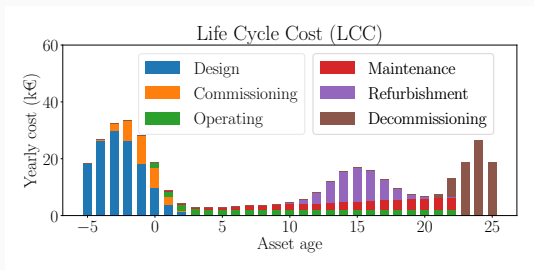 Life Cycle Cost (LCC)
60
40
20
0
Yearly cost (k€)
Design
Commissioning
Operating
Maintenance
Refurbishment
Decommissioning
−5 0 5 10 15 20 25
Asset age